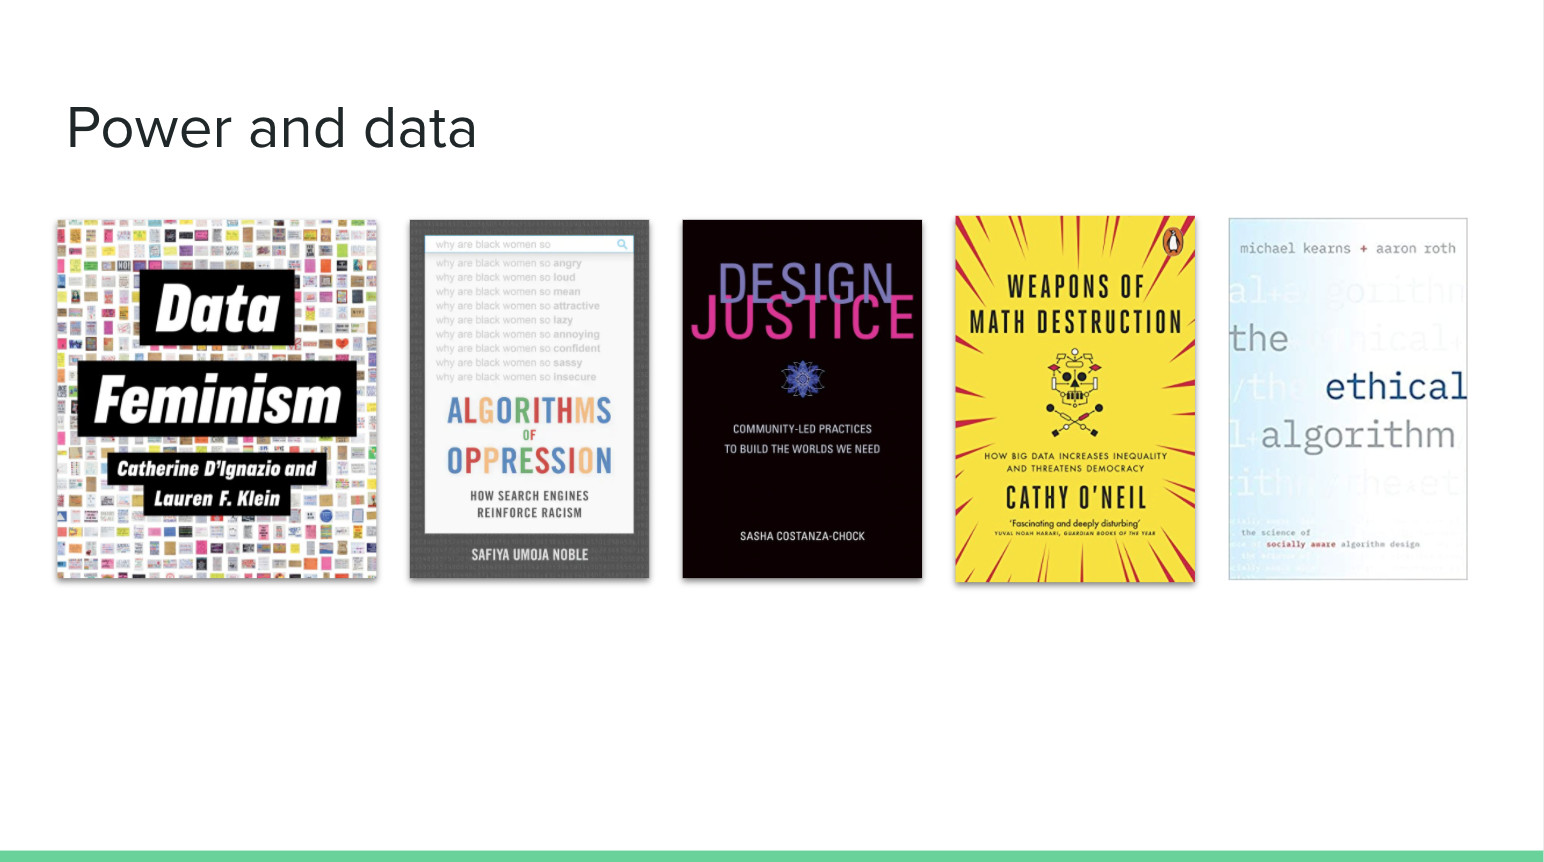 Power and data
Data
Feminism
Catherine D'Ignazio and
Lauren F. Klein
why are black women so
why are black women so angry
why are black women so loud
why are black women so mean
why are black women so attractive
why are black women so lazy
why are black women so annoying
why are black women so confident
why are black women so sassy
why are black women so insecure
ALGORITHMS
OF
OPPRESSION
HOW SEARCH ENGINES
REINFORCE RACISM
SAFIYA UMOJA NOBLE
DESIGN
JUSTICE
COMMUNITY-LED PRACTICES
TO BUILD THE WORLDS WE NEED
SASHA COSTANZA-CHOCK
WEAPONS OF
MATH DESTRUCTION
HOW BIG DATA INCREASES INEQUALITY
AND THREATENS DEMOCRACY
CATHY O'NEIL
'Fascinating and deeply disturbing'
YUVAL NOAH HARARI, GUARDIAN BOOKS OF THE YEAR
michael kearns + aaron roth
the
ethical
algorithm
the science of
socially aware algorithm design